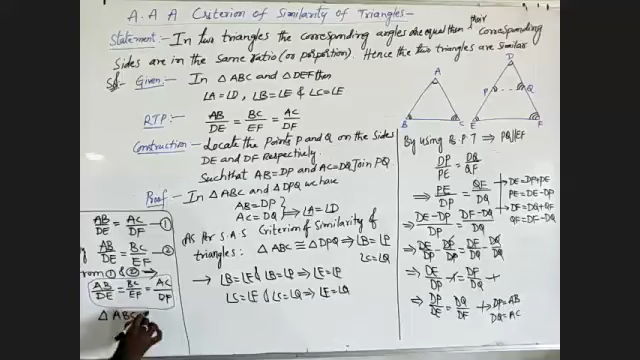 A.A A Criterion of Similarity of Triangles-
Statement:- In two triangles the corresponding angles are equal then their corresponding
sides are in the same ratio (or proportion). Hence the two triangles are similar
Sol:- Given:- In △ABC and △DEF then
∠A=∠D, ∠B=∠E & ∠C=∠E
RTP:- AB/DE = BC/EF = AC/DF
Construction:- Locate the Points P and Q on the sides
DE and DF Respectively
Such that AB=DP and AC=DQ Join PQ
Proof:- In △ABC and △DPQ we have
AB=DP
AC=DQ ⇒ ∠A=∠D
As Per S.A.S Criterion of Similarity of
triangles: △ABC ≅ △DPQ ⇒ ∠B=∠P
∠C=∠Q
→ ∠B=∠E & ∠B=∠P ⇒ ∠E=∠P
∠C=∠E & ∠C=∠Q ⇒ ∠E=∠Q
A
B
C
D
P
Q
E
F
By using B.P.T ⇒ PQ∥EF
DP/PE = DQ/QF
⇒ PE/DP = QF/DQ
DE=DP+PE
PE=DE-DP
DF=DQ+QF
QF=DF-DQ
⇒ DE-DP/DP = DF-DQ/DQ
⇒ DE/DP - DP/DP = DF/DQ - DQ/DQ
⇒ DE/DP -1 = DF/DP -1
⇒ DP/DE = DQ/DF → DP=AB
DQ=AC
AB/DE = AC/DF — ①
AB/DE = BC/EF — ②
from ① & ② →
AB/DE = BC/EF = AC/DF
△ ABC